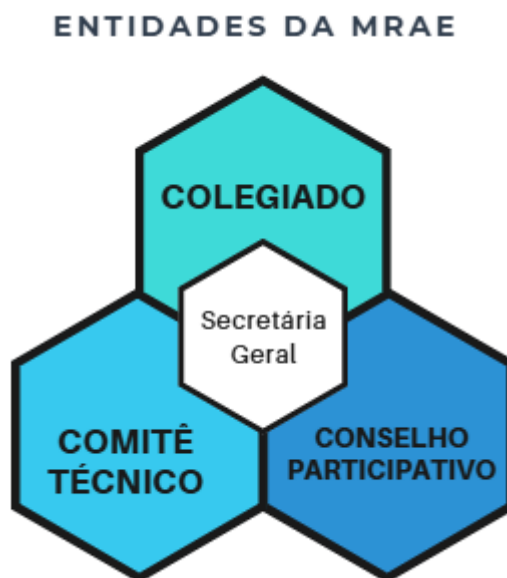 ENTIDADES DA MRAE
COLEGIADO
Secretária
Geral
COMITÊ
TÉCNICO
CONSELHO
PARTICIPATIVO